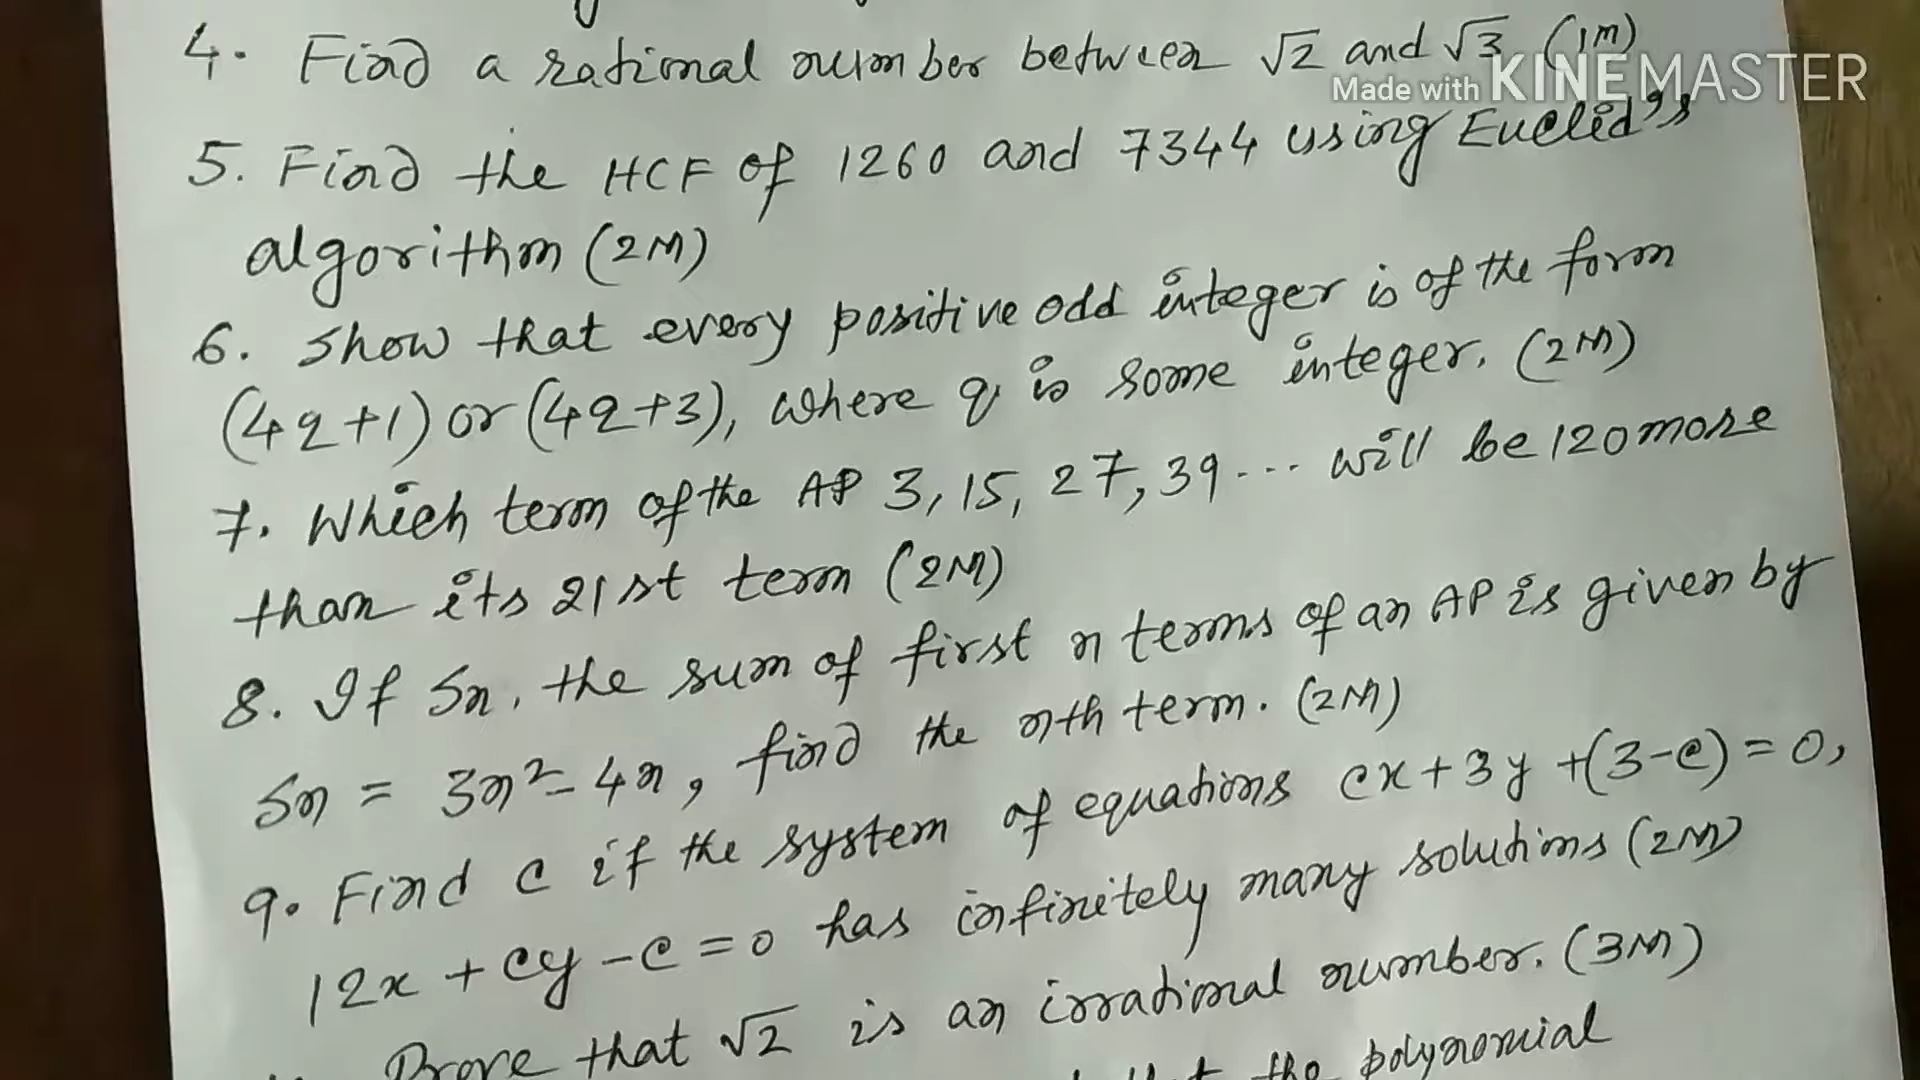 4. Find a rational number between √2 and √3 (1M)
Made with KINEMASTER
5. Find the HCF of 1260 and 7344 using Euclid's
algorithm (2M)
6. Show that every positive odd integer is of the form
(4q+1) or (4q+3), where q is some integer. (2M)
7. Which term of the AP 3, 15, 27, 39... will be 120 more
than its 21st term (2M)
8. If Sn, the sum of first n terms of an AP is given by
Sn = 3n²-4n, find the nth term. (2M)
9. Find c if the system of equations cx+3y+(3-c)=0,
12x+cy-c=0 has infinitely many solutions (2M)
Prove that √2 is an irrational number. (3M)
the polynomial